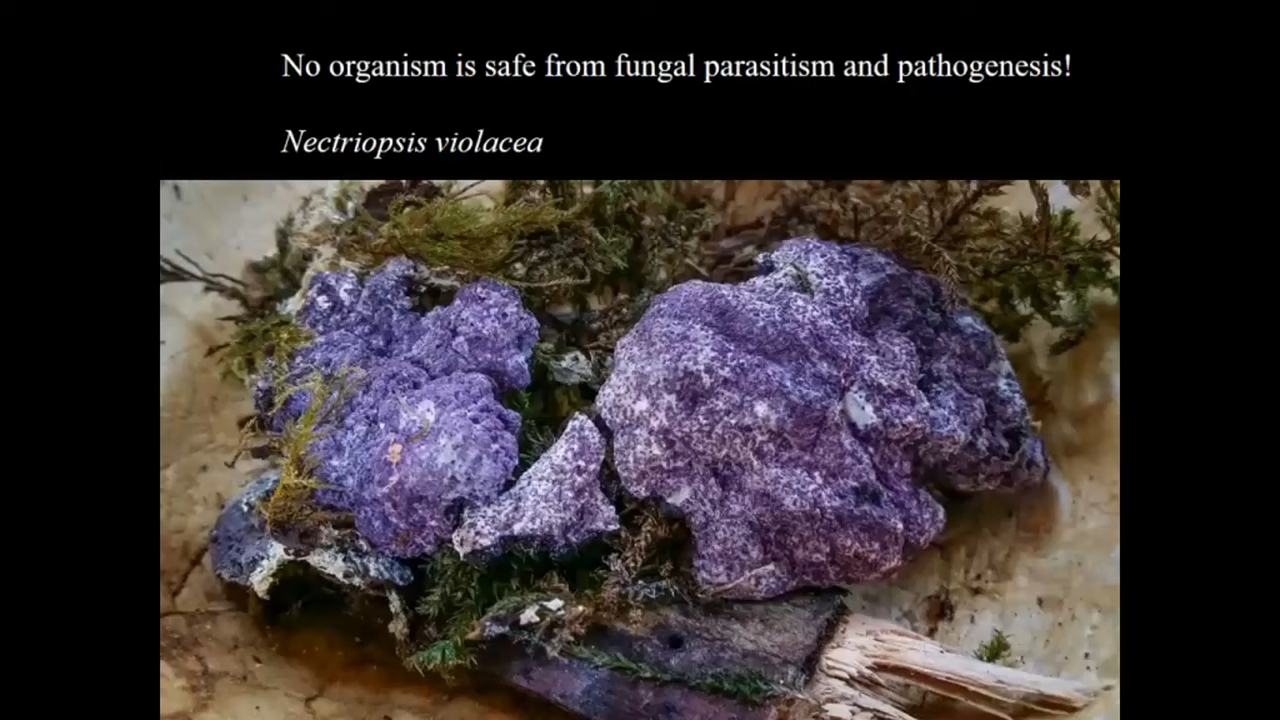 No organism is safe from fungal parasitism and pathogenesis!
Nectriopsis violacea